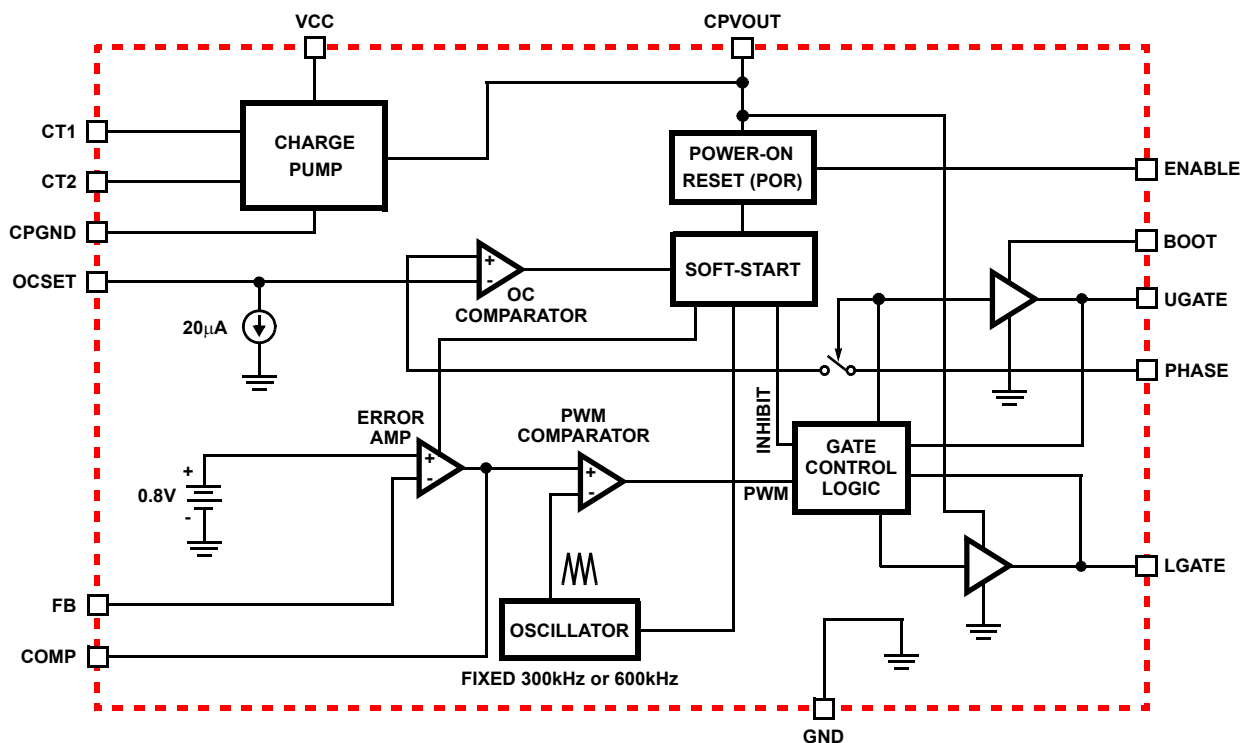 VCC
CPVOUT
CT1
CHARGE
PUMP
CT2
CPGND
POWER-ON
RESET (POR)
ENABLE
BOOT
OCSET
+
-
OC
COMPARATOR
SOFT-START
UGATE
20μA
PHASE
ERROR
AMP
PWM
COMPARATOR
INHIBIT
GATE
CONTROL
LOGIC
+
0.8V
-
+
-
+
-
PWM
LGATE
FB
OSCILLATOR
COMP
FIXED 300kHz or 600kHz
GND